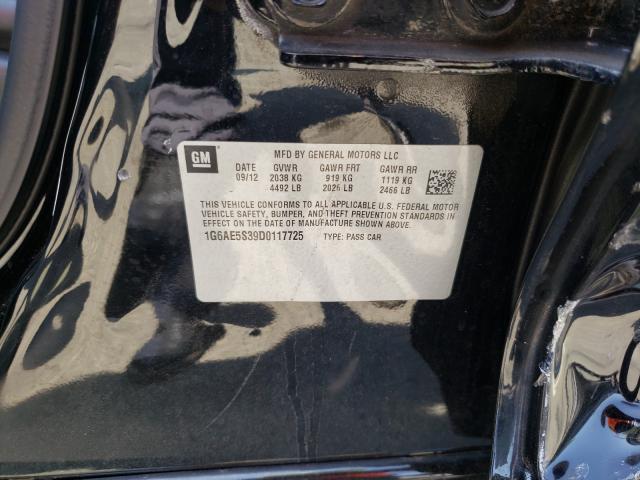 GM
MFD BY GENERAL MOTORS LLC
DATE GVWR GAWR FRT GAWR RR
09/12 2038 KG 919 KG 1119 KG
4492 LB 2026 LB 2466 LB
THIS VEHICLE CONFORMS TO ALL APPLICABLE U.S. FEDERAL MOTOR
VEHICLE SAFETY, BUMPER, AND THEFT PREVENTION STANDARDS IN
EFFECT ON THE DATE OF MANUFACTURE SHOWN ABOVE.
1G6AE5S39D0117725 TYPE: PASS CAR